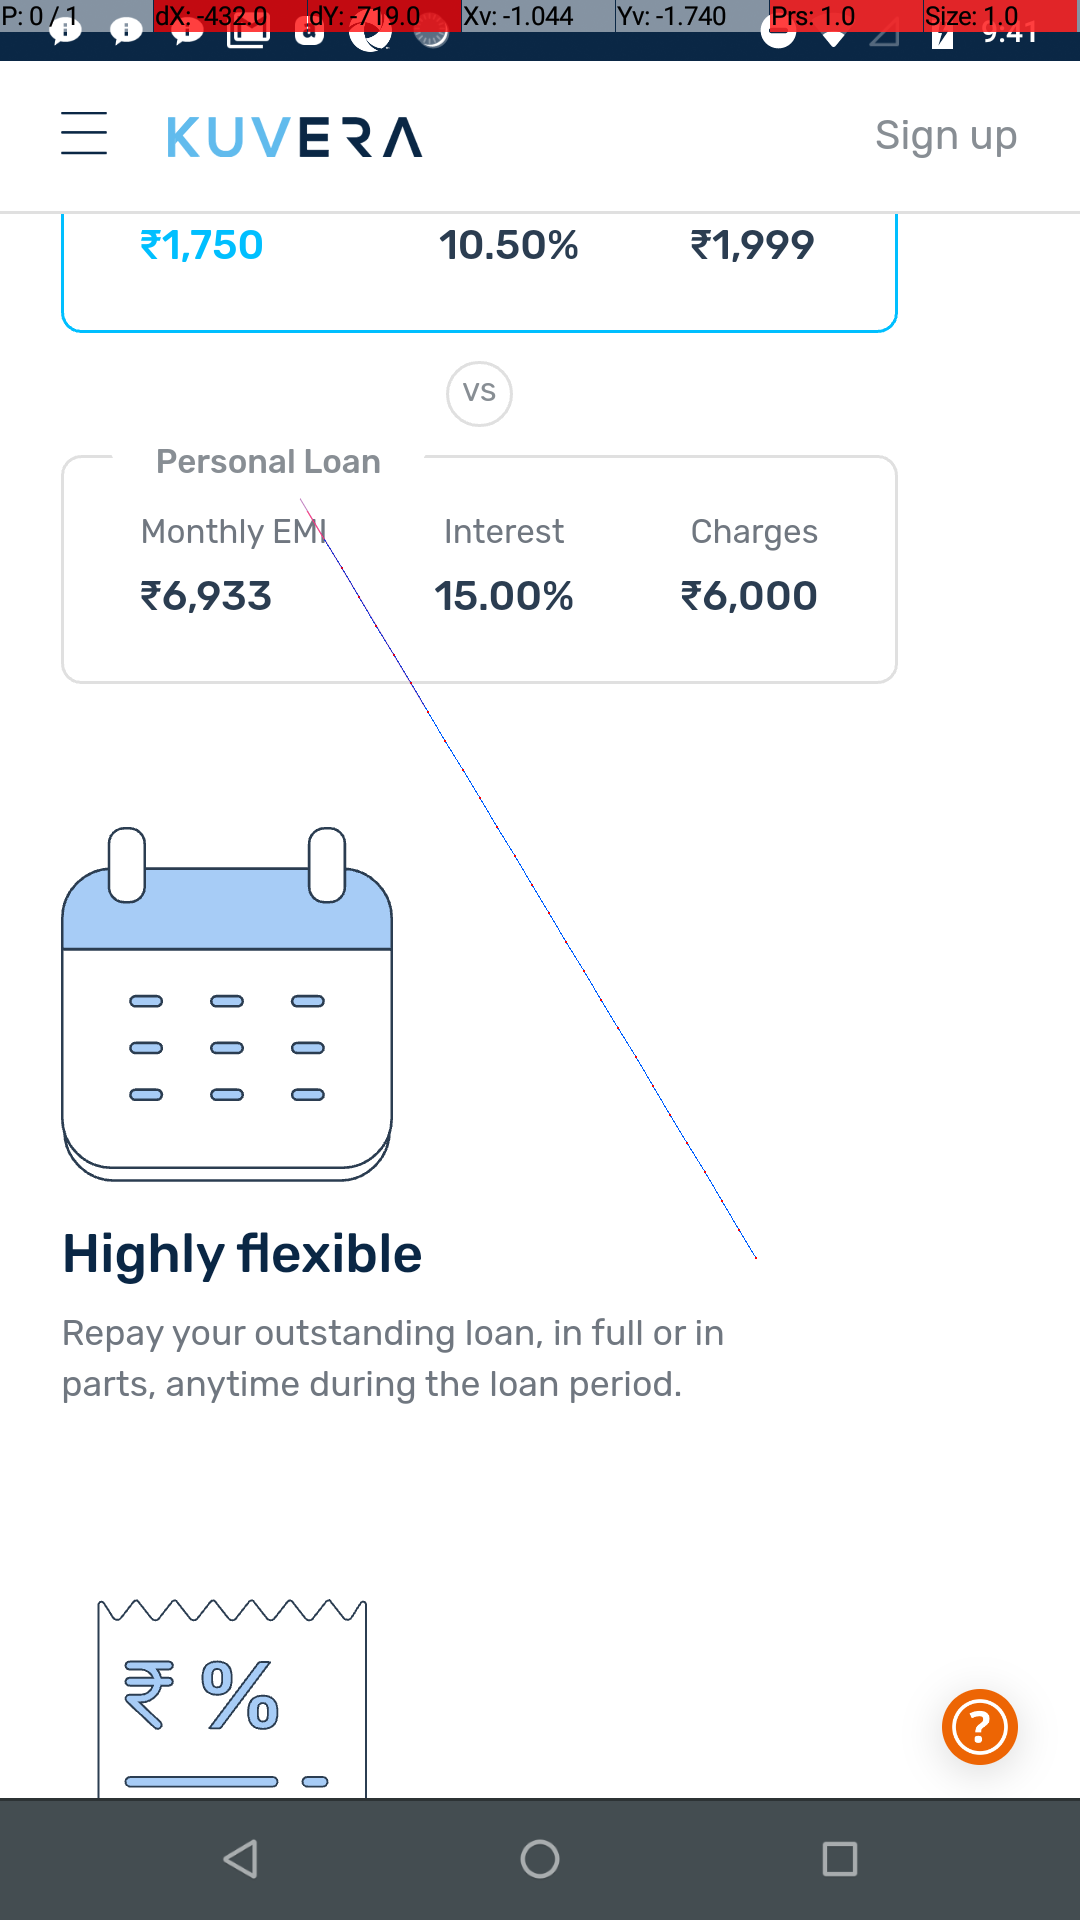 P: 0 / 1 dX: -432.0 dY: -719.0 Xv: -1.044 Yv: -1.740 Prs: 1.0 Size: 1.0
9:41
KUVERA
Sign up
₹1,750 10.50% ₹1,999
VS
Personal Loan
Monthly EMI Interest Charges
₹6,933 15.00% ₹6,000
Highly flexible
Repay your outstanding loan, in full or in
parts, anytime during the loan period.
₹ %
?